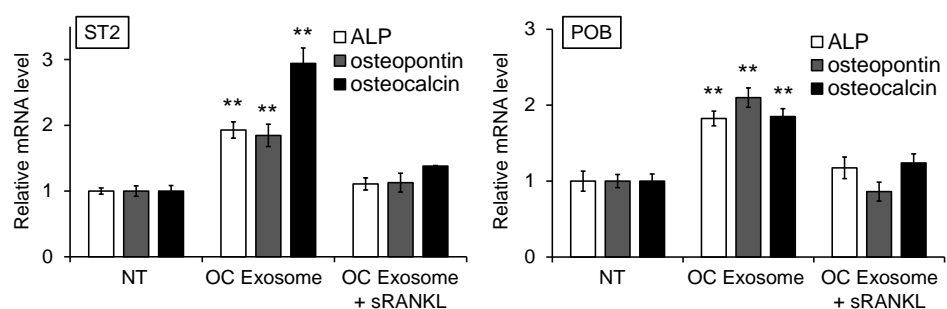 ST2
Relative mRNA level
3
2
1
0
ALP
osteopontin
osteocalcin
**
**
**
NT
OC Exosome
OC Exosome
+ sRANKL
POB
Relative mRNA level
3
2
1
0
ALP
osteopontin
osteocalcin
**
**
**
NT
OC Exosome
OC Exosome
+ sRANKL